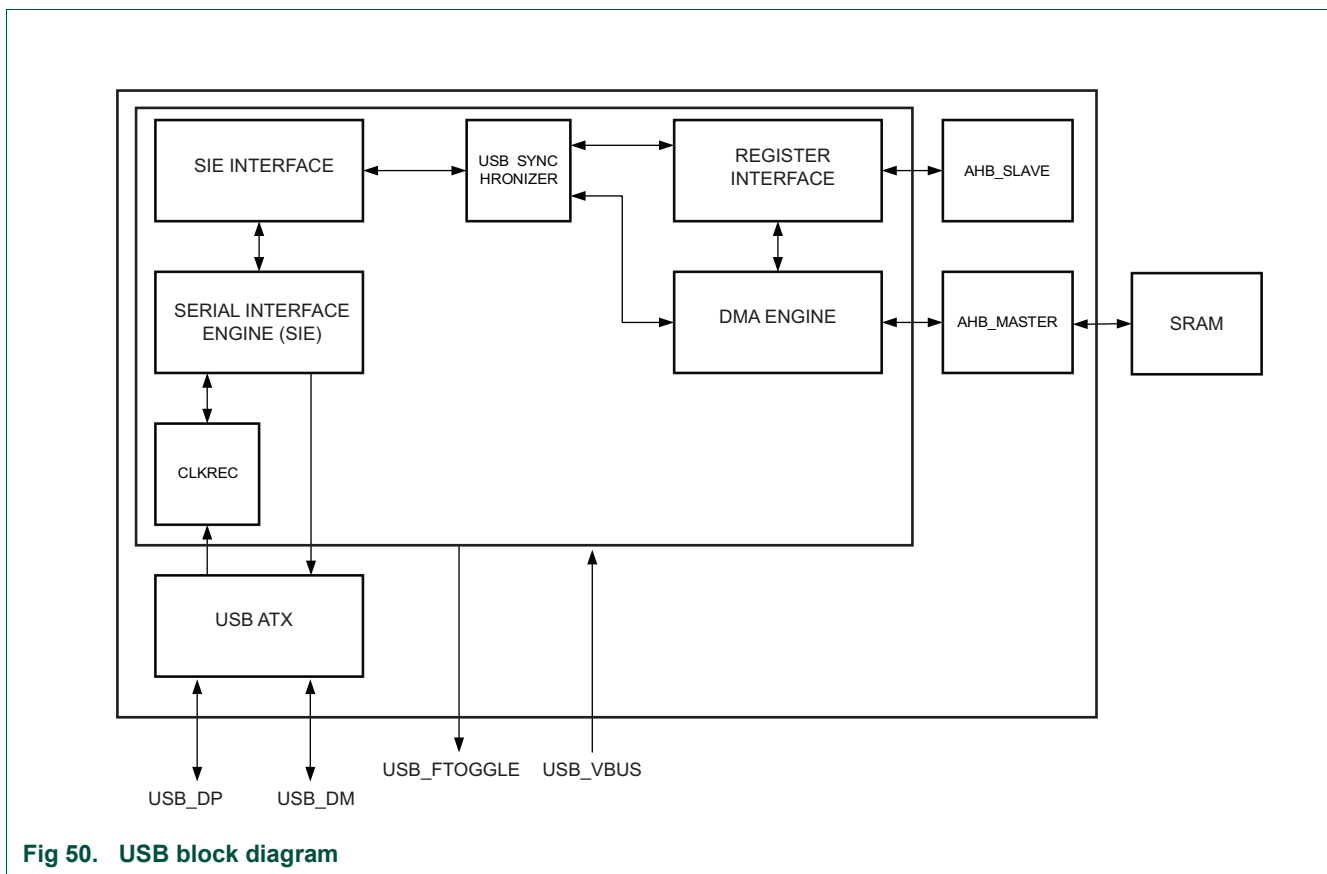 SIE INTERFACE
USB SYNC
HRONIZER
REGISTER
INTERFACE
AHB_SLAVE
SERIAL INTERFACE
ENGINE (SIE)
DMA ENGINE
AHB_MASTER
SRAM
CLKREC
USB ATX
USB_FTOGGLE
USB_VBUS
USB_DP
USB_DM
Fig 50. USB block diagram